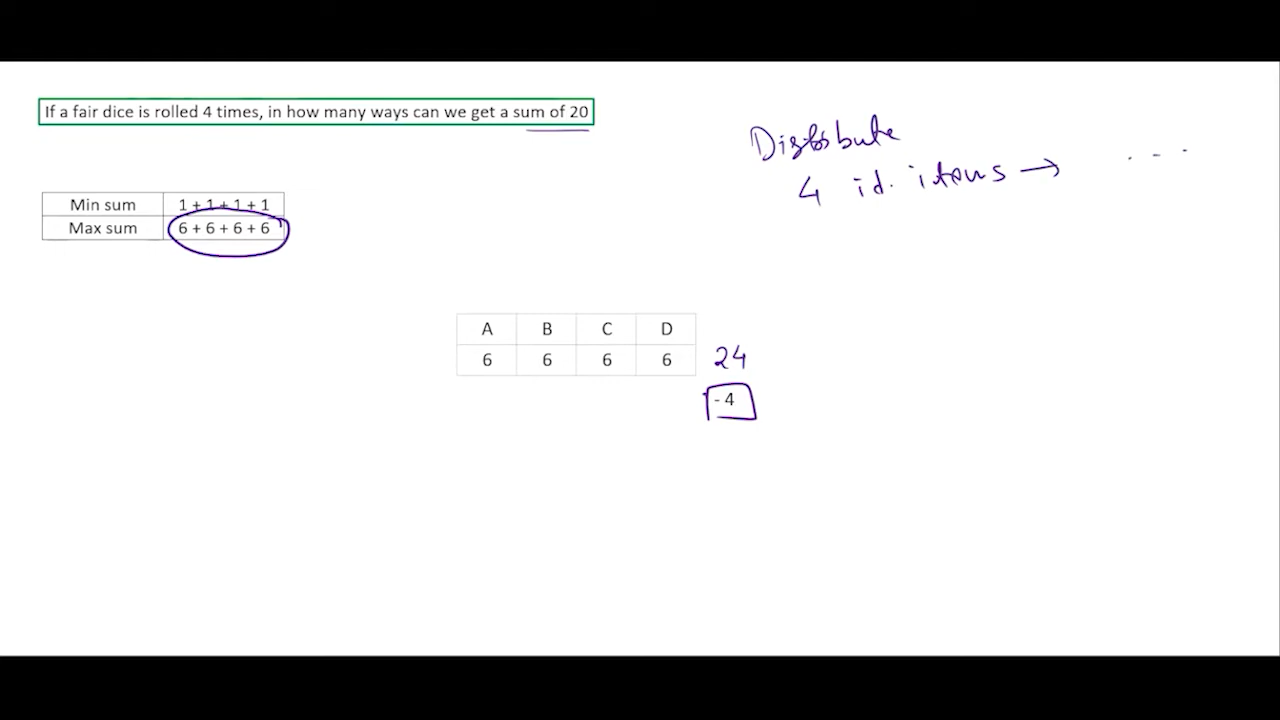 If a fair dice is rolled 4 times, in how many ways can we get a sum of 20
Distribute
4 id. items → ...
Min sum 1 + 1 + 1 + 1
Max sum 6 + 6 + 6 + 6
A B C D
6 6 6 6 24
- 4